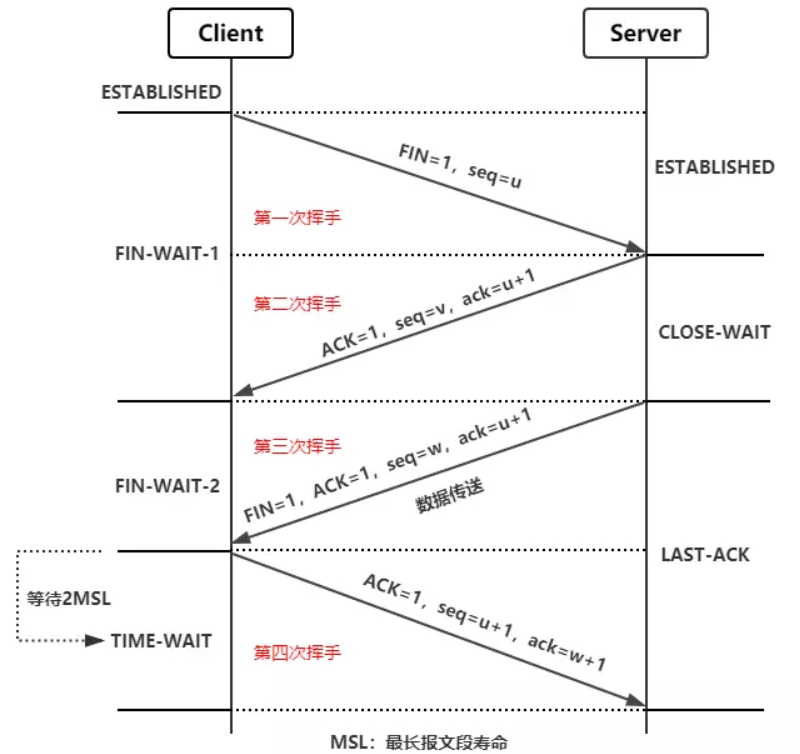 Client
Server
ESTABLISHED
FIN=1, seq=u
ESTABLISHED
第一次挥手
FIN-WAIT-1
第二次挥手
ACK=1, seq=v, ack=u+1
CLOSE-WAIT
第三次挥手
FIN=1, ACK=1, seq=w, ack=u+1
数据传送
FIN-WAIT-2
LAST-ACK
等待2MSL
ACK=1, seq=u+1, ack=w+1
TIME-WAIT
第四次挥手
MSL：最长报文段寿命